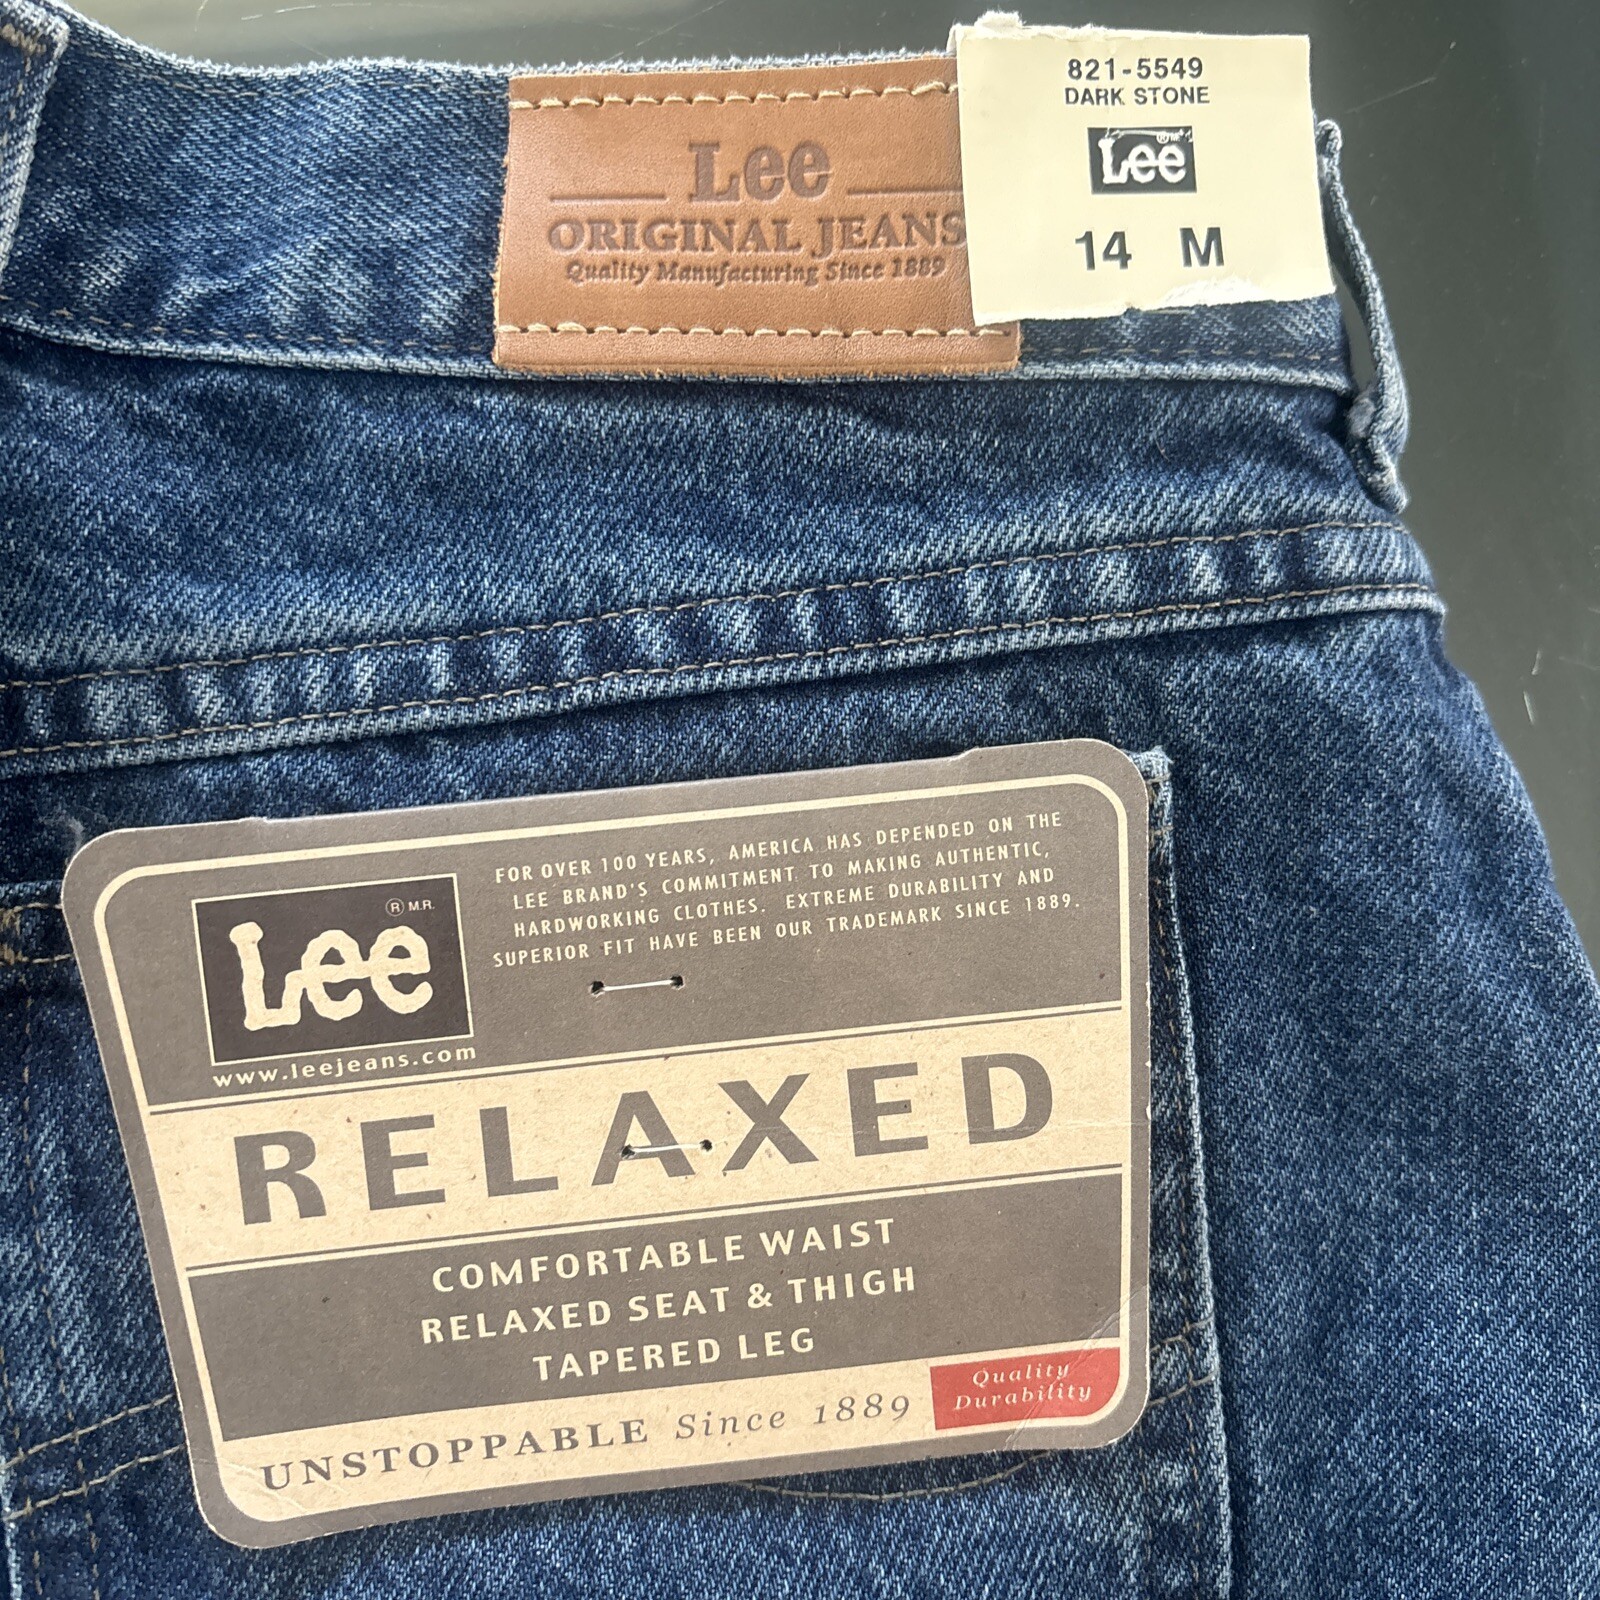 821-5549
DARK STONE
Lee
14 M
Lee
ORIGINAL JEANS
Quality Manufacturing Since 1889
FOR OVER 100 YEARS, AMERICA HAS DEPENDED ON THE
LEE BRAND'S COMMITMENT TO MAKING AUTHENTIC,
HARDWORKING CLOTHES. EXTREME DURABILITY AND
SUPERIOR FIT HAVE BEEN OUR TRADEMARK SINCE 1889.
® M.R.
Lee
www.leejeans.com
RELAXED
COMFORTABLE WAIST
RELAXED SEAT & THIGH
TAPERED LEG
UNSTOPPABLE Since 1889
Quality
Durability